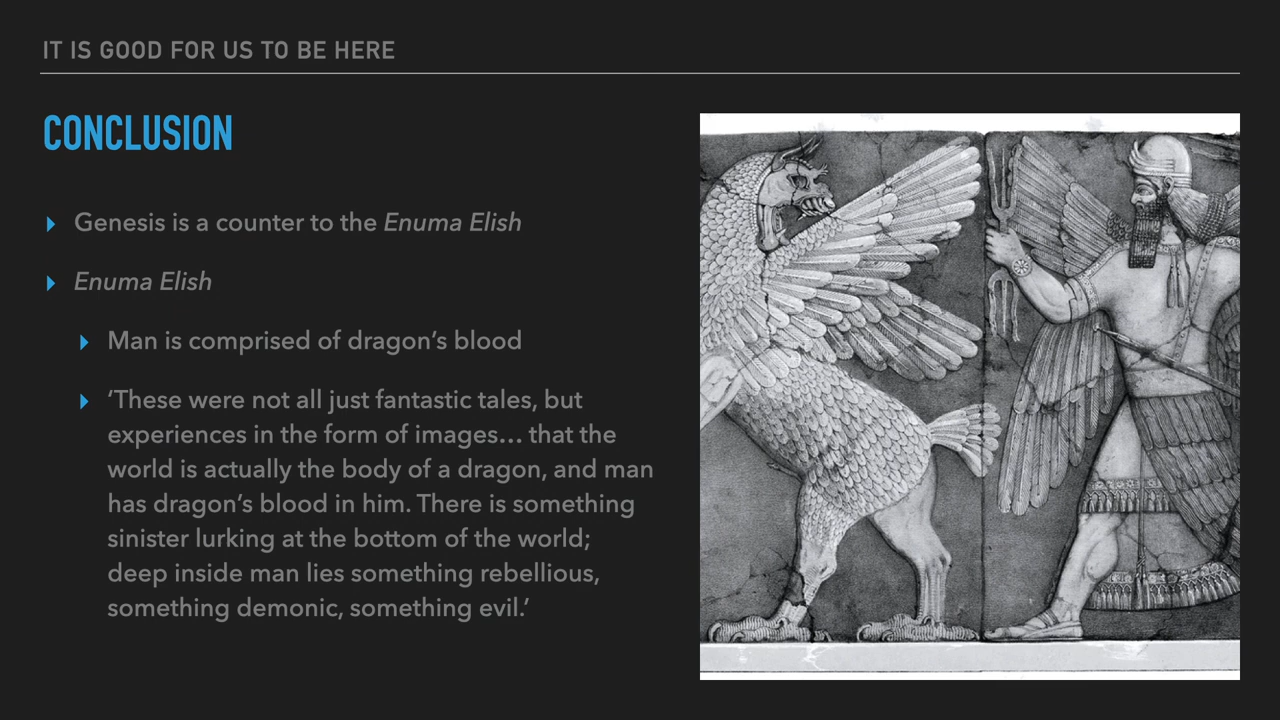 IT IS GOOD FOR US TO BE HERE
CONCLUSION
Genesis is a counter to the Enuma Elish
Enuma Elish
Man is comprised of dragon’s blood
‘These were not all just fantastic tales, but
experiences in the form of images… that the
world is actually the body of a dragon, and man
has dragon’s blood in him. There is something
sinister lurking at the bottom of the world;
deep inside man lies something rebellious,
something demonic, something evil.’